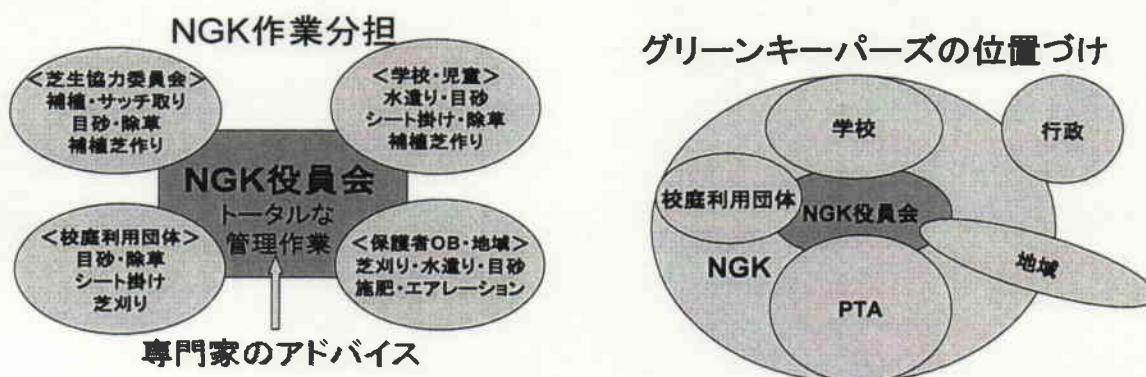 NGK作業分担
<芝生協力委員会>
補植・サッチ取り
目砂・除草
補植芝作り
<学校・児童>
水遣り・目砂
シート掛け・除草
補植芝作り
NGK役員会
トータルな
管理作業
<校庭利用団体>
目砂・除草
シート掛け
芝刈り
<保護者OB・地域>
芝刈り・水遣り・目砂
施肥・エアレーション
専門家のアドバイス
グリーンキーパーズの位置づけ
学校
行政
校庭利用団体
NGK役員会
NGK
地域
PTA